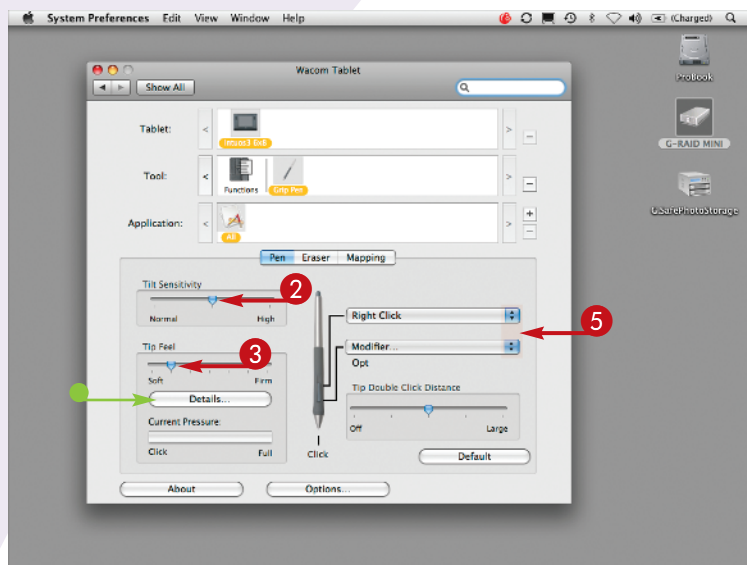 System Preferences Edit View Window Help (Charged)
Wacom Tablet
Show All
ProBook
G-RAID MINI
G.SafePhotoStorage
Tablet:
Intuos3 6x8
Tool:
Functions Grip Pen
Application:
All
Pen Eraser Mapping
Tilt Sensitivity
2
Normal High
Right Click
5
Tip Feel
3
Modifier...
Opt
Soft Firm
Details...
Tip Double Click Distance
Current Pressure:
Off Large
Click Full
Click
Default
About Options...